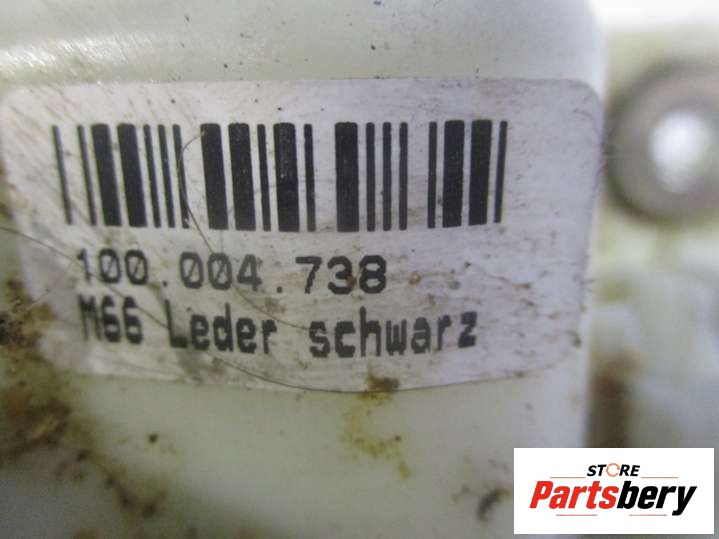 100.004.738
M66 Leder schwarz
STORE
Partsbery